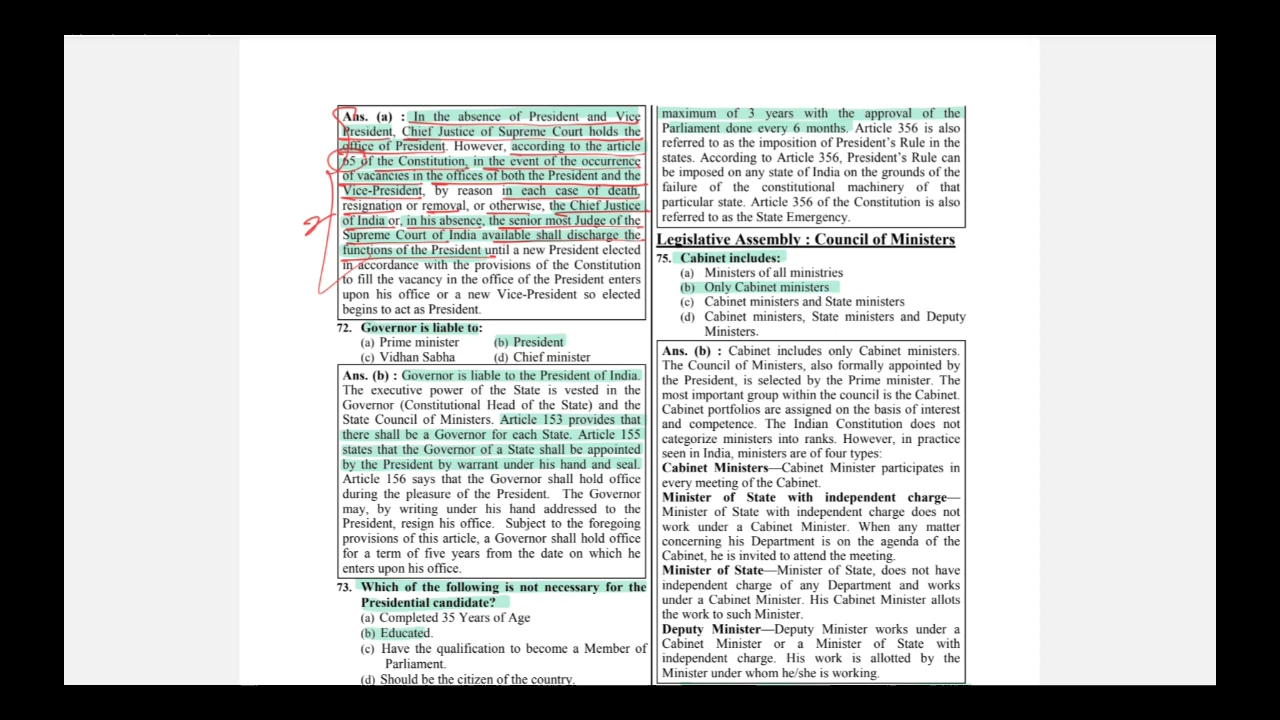 Ans. (a) : In the absence of President and Vice
President, Chief Justice of Supreme Court holds the
office of President. However, according to the article
65 of the Constitution, in the event of the occurrence
of vacancies in the offices of both the President and the
Vice-President, by reason in each case of death,
resignation or removal, or otherwise, the Chief Justice
of India or, in his absence, the senior most Judge of the
Supreme Court of India available shall discharge the
functions of the President until a new President elected
in accordance with the provisions of the Constitution
to fill the vacancy in the office of the President enters
upon his office or a new Vice-President so elected
begins to act as President.
72. Governor is liable to:
(a) Prime minister (b) President
(c) Vidhan Sabha (d) Chief minister
Ans. (b) : Governor is liable to the President of India.
The executive power of the State is vested in the
Governor (Constitutional Head of the State) and the
State Council of Ministers. Article 153 provides that
there shall be a Governor for each State. Article 155
states that the Governor of a State shall be appointed
by the President by warrant under his hand and seal.
Article 156 says that the Governor shall hold office
during the pleasure of the President. The Governor
may, by writing under his hand addressed to the
President, resign his office. Subject to the foregoing
provisions of this article, a Governor shall hold office
for a term of five years from the date on which he
enters upon his office.
73. Which of the following is not necessary for the
Presidential candidate?
(a) Completed 35 Years of Age
(b) Educated.
(c) Have the qualification to become a Member of
Parliament.
(d) Should be the citizen of the country.
maximum of 3 years with the approval of the
Parliament done every 6 months. Article 356 is also
referred to as the imposition of President's Rule in the
states. According to Article 356, President's Rule can
be imposed on any state of India on the grounds of the
failure of the constitutional machinery of that
particular state. Article 356 of the Constitution is also
referred to as the State Emergency.
Legislative Assembly : Council of Ministers
75. Cabinet includes:
(a) Ministers of all ministries
(b) Only Cabinet ministers
(c) Cabinet ministers and State ministers
(d) Cabinet ministers, State ministers and Deputy
Ministers.
Ans. (b) : Cabinet includes only Cabinet ministers.
The Council of Ministers, also formally appointed by
the President, is selected by the Prime minister. The
most important group within the council is the Cabinet.
Cabinet portfolios are assigned on the basis of interest
and competence. The Indian Constitution does not
categorize ministers into ranks. However, in practice
seen in India, ministers are of four types:
Cabinet Ministers—Cabinet Minister participates in
every meeting of the Cabinet.
Minister of State with independent charge—
Minister of State with independent charge does not
work under a Cabinet Minister. When any matter
concerning his Department is on the agenda of the
Cabinet, he is invited to attend the meeting.
Minister of State—Minister of State, does not have
independent charge of any Department and works
under a Cabinet Minister. His Cabinet Minister allots
the work to such Minister.
Deputy Minister—Deputy Minister works under a
Cabinet Minister or a Minister of State with
independent charge. His work is allotted by the
Minister under whom he/she is working.